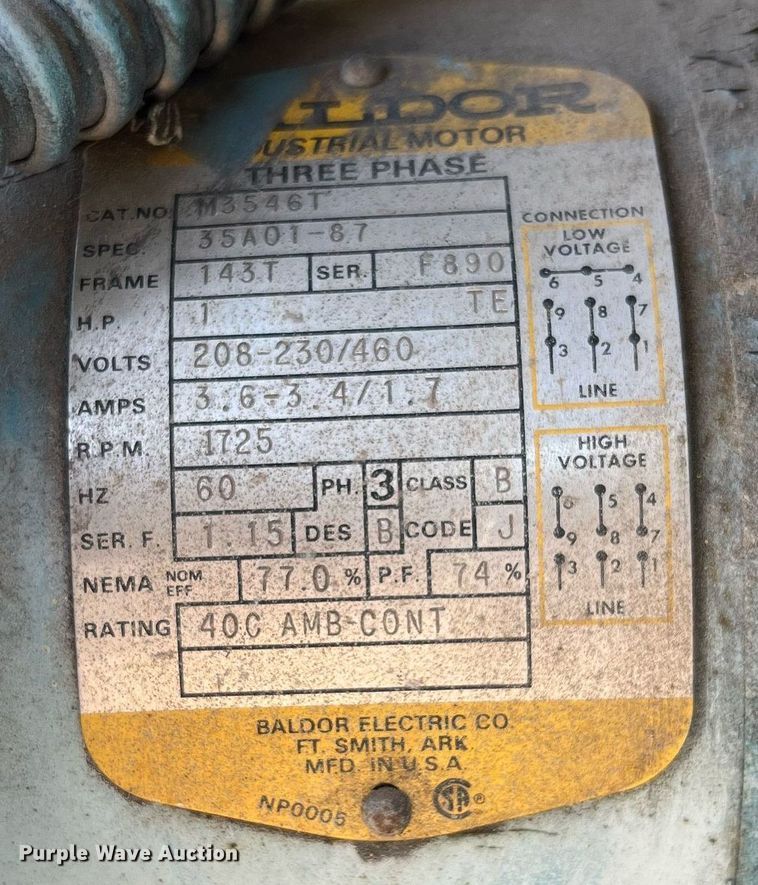 BALDOR
INDUSTRIAL MOTOR
THREE PHASE
CAT.NO. M3546T
SPEC. 35A01-87
FRAME 143T SER. F890
H.P. 1 TE
VOLTS 208-230/460
AMPS 3.6-3.4/1.7
R.P.M. 1725
HZ 60 PH. 3 CLASS B
SER. F. 1.15 DES B CODE J
NEMA NOM EFF 77.0 % P.F. 74 %
RATING 40C AMB-CONT
CONNECTION
LOW
VOLTAGE
6 5 4
9 8 7
3 2 1
LINE
HIGH
VOLTAGE
6 5 4
9 8 7
3 2 1
LINE
BALDOR ELECTRIC CO.
FT. SMITH, ARK.
MFD. IN U.S.A.
NP0005 SA ®
Purple Wave Auction